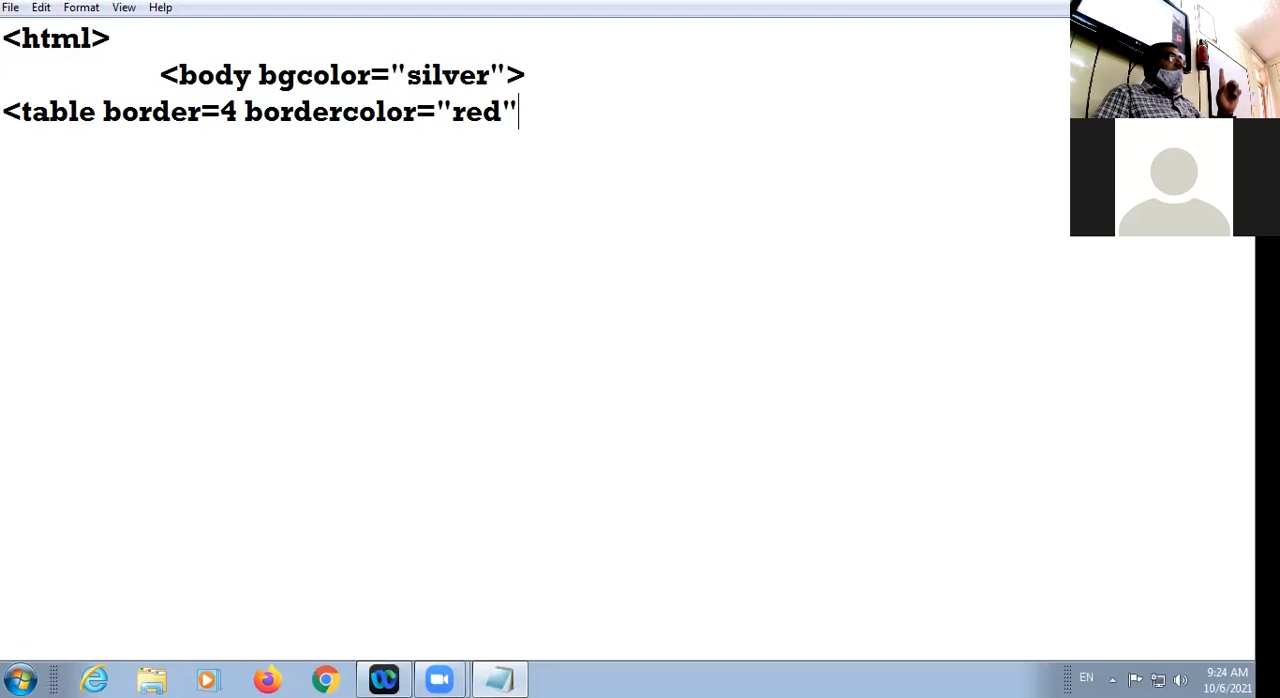 File Edit Format View Help
<html>
<body bgcolor="silver">
<table border=4 bordercolor="red"
EN
9:24 AM
10/6/2021